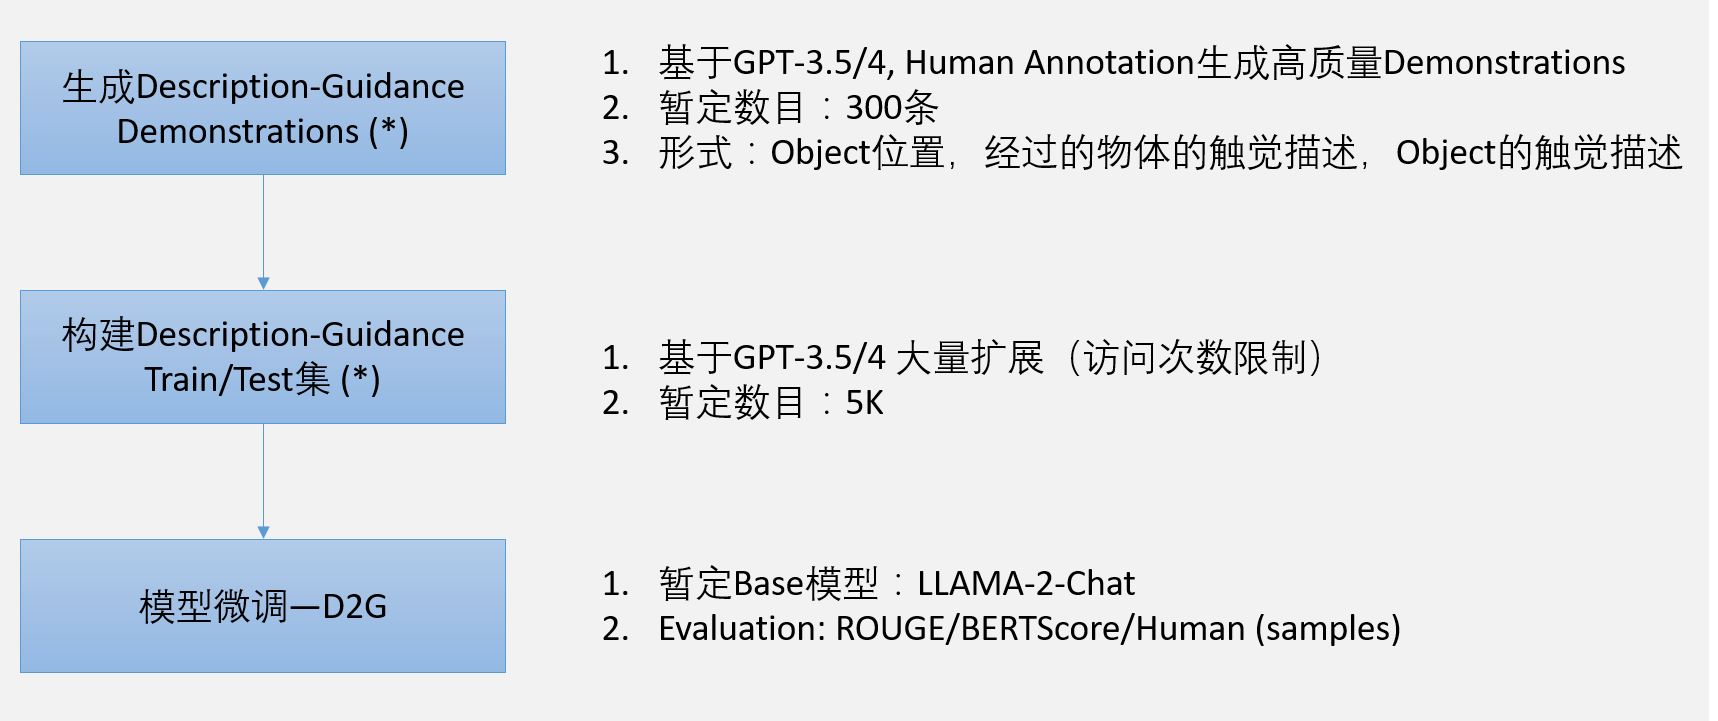 生成Description-Guidance
Demonstrations (*)
1. 基于GPT-3.5/4, Human Annotation生成高质量Demonstrations
2. 暂定数目：300条
3. 形式：Object位置，经过的物体的触觉描述，Object的触觉描述
构建Description-Guidance
Train/Test集 (*)
1. 基于GPT-3.5/4 大量扩展（访问次数限制）
2. 暂定数目：5K
模型微调—D2G
1. 暂定Base模型：LLAMA-2-Chat
2. Evaluation: ROUGE/BERTScore/Human (samples)